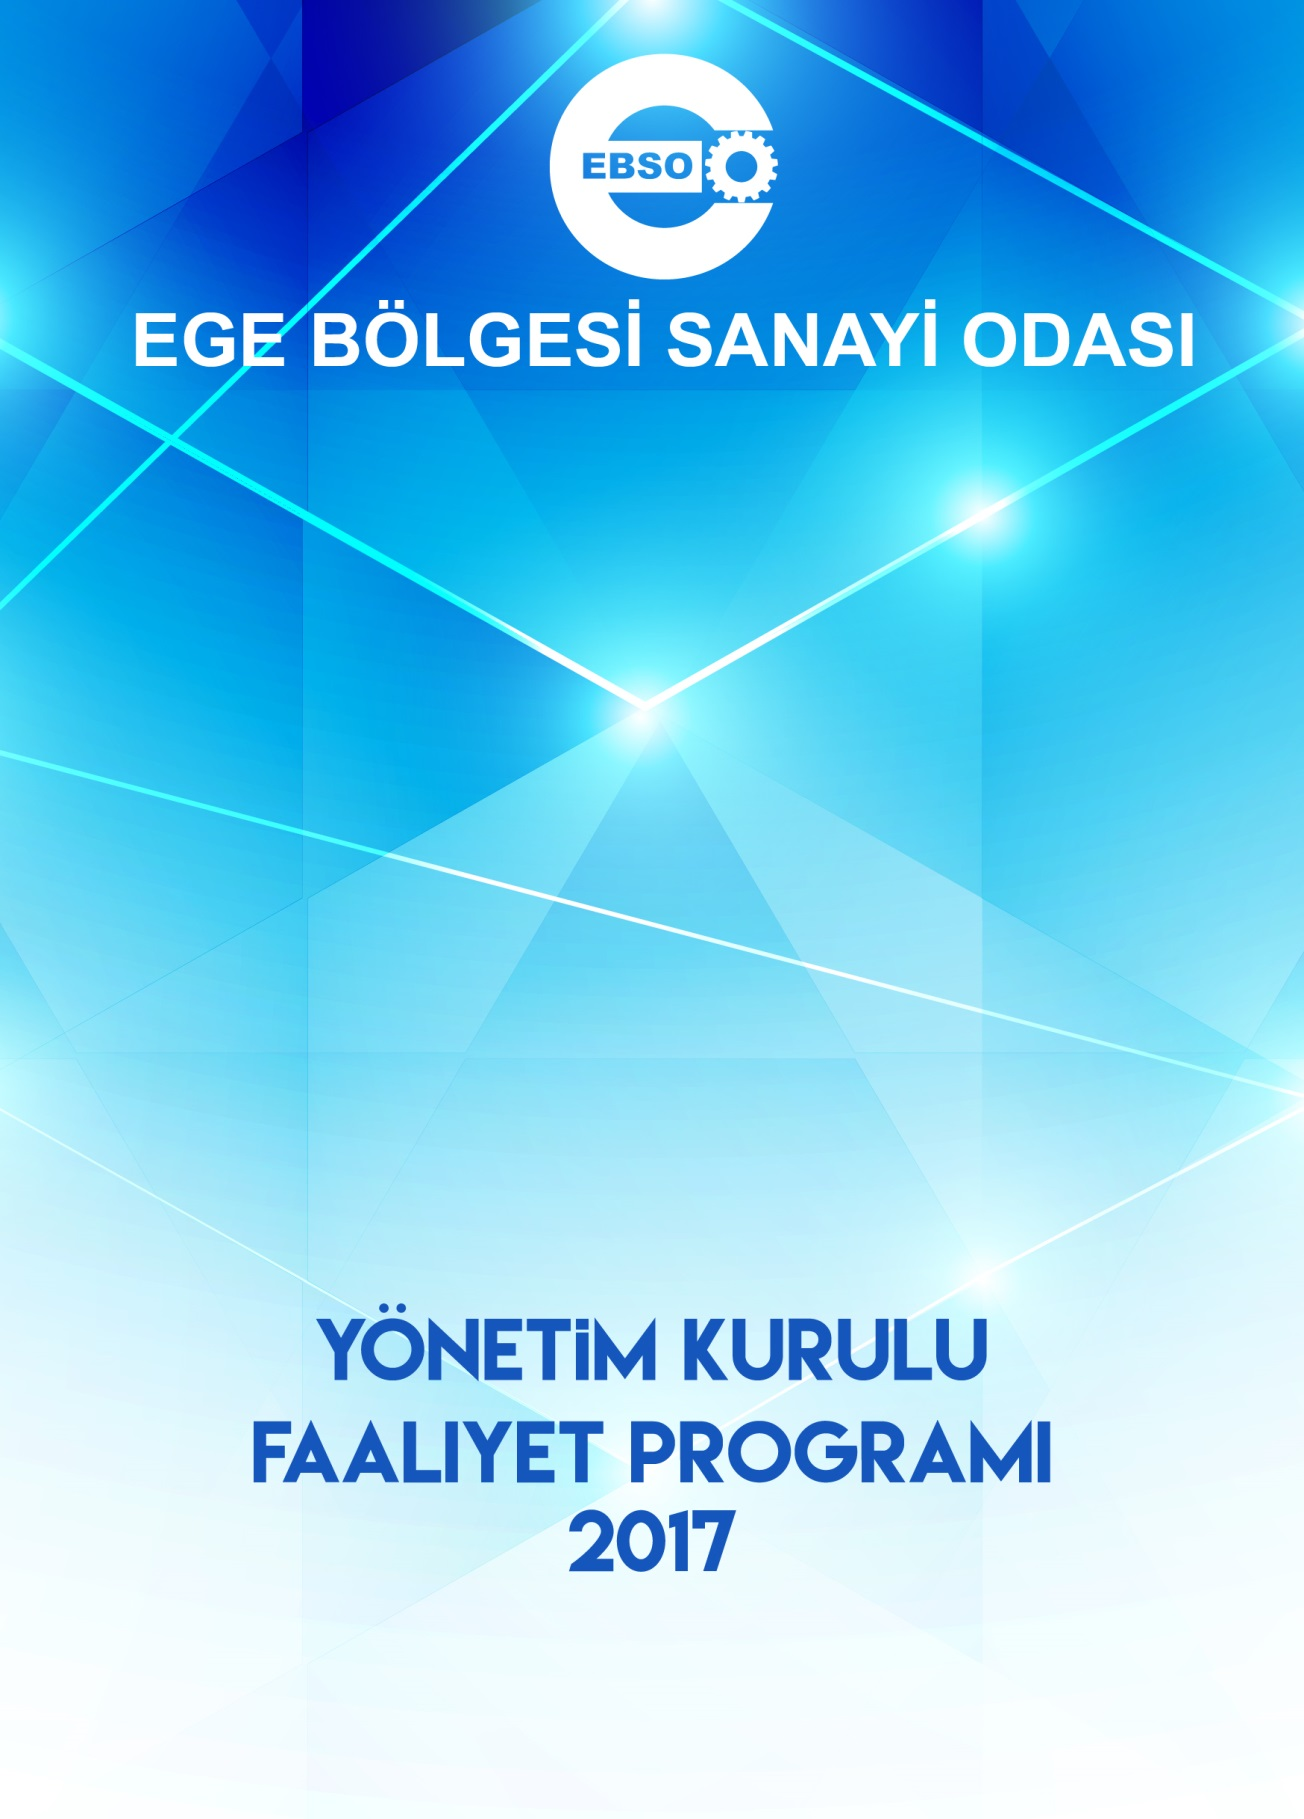 EBSO
EGE BÖLGESİ SANAYİ ODASI
YÖNETİM KURULU
FAALIYET PROGRAMI
2017